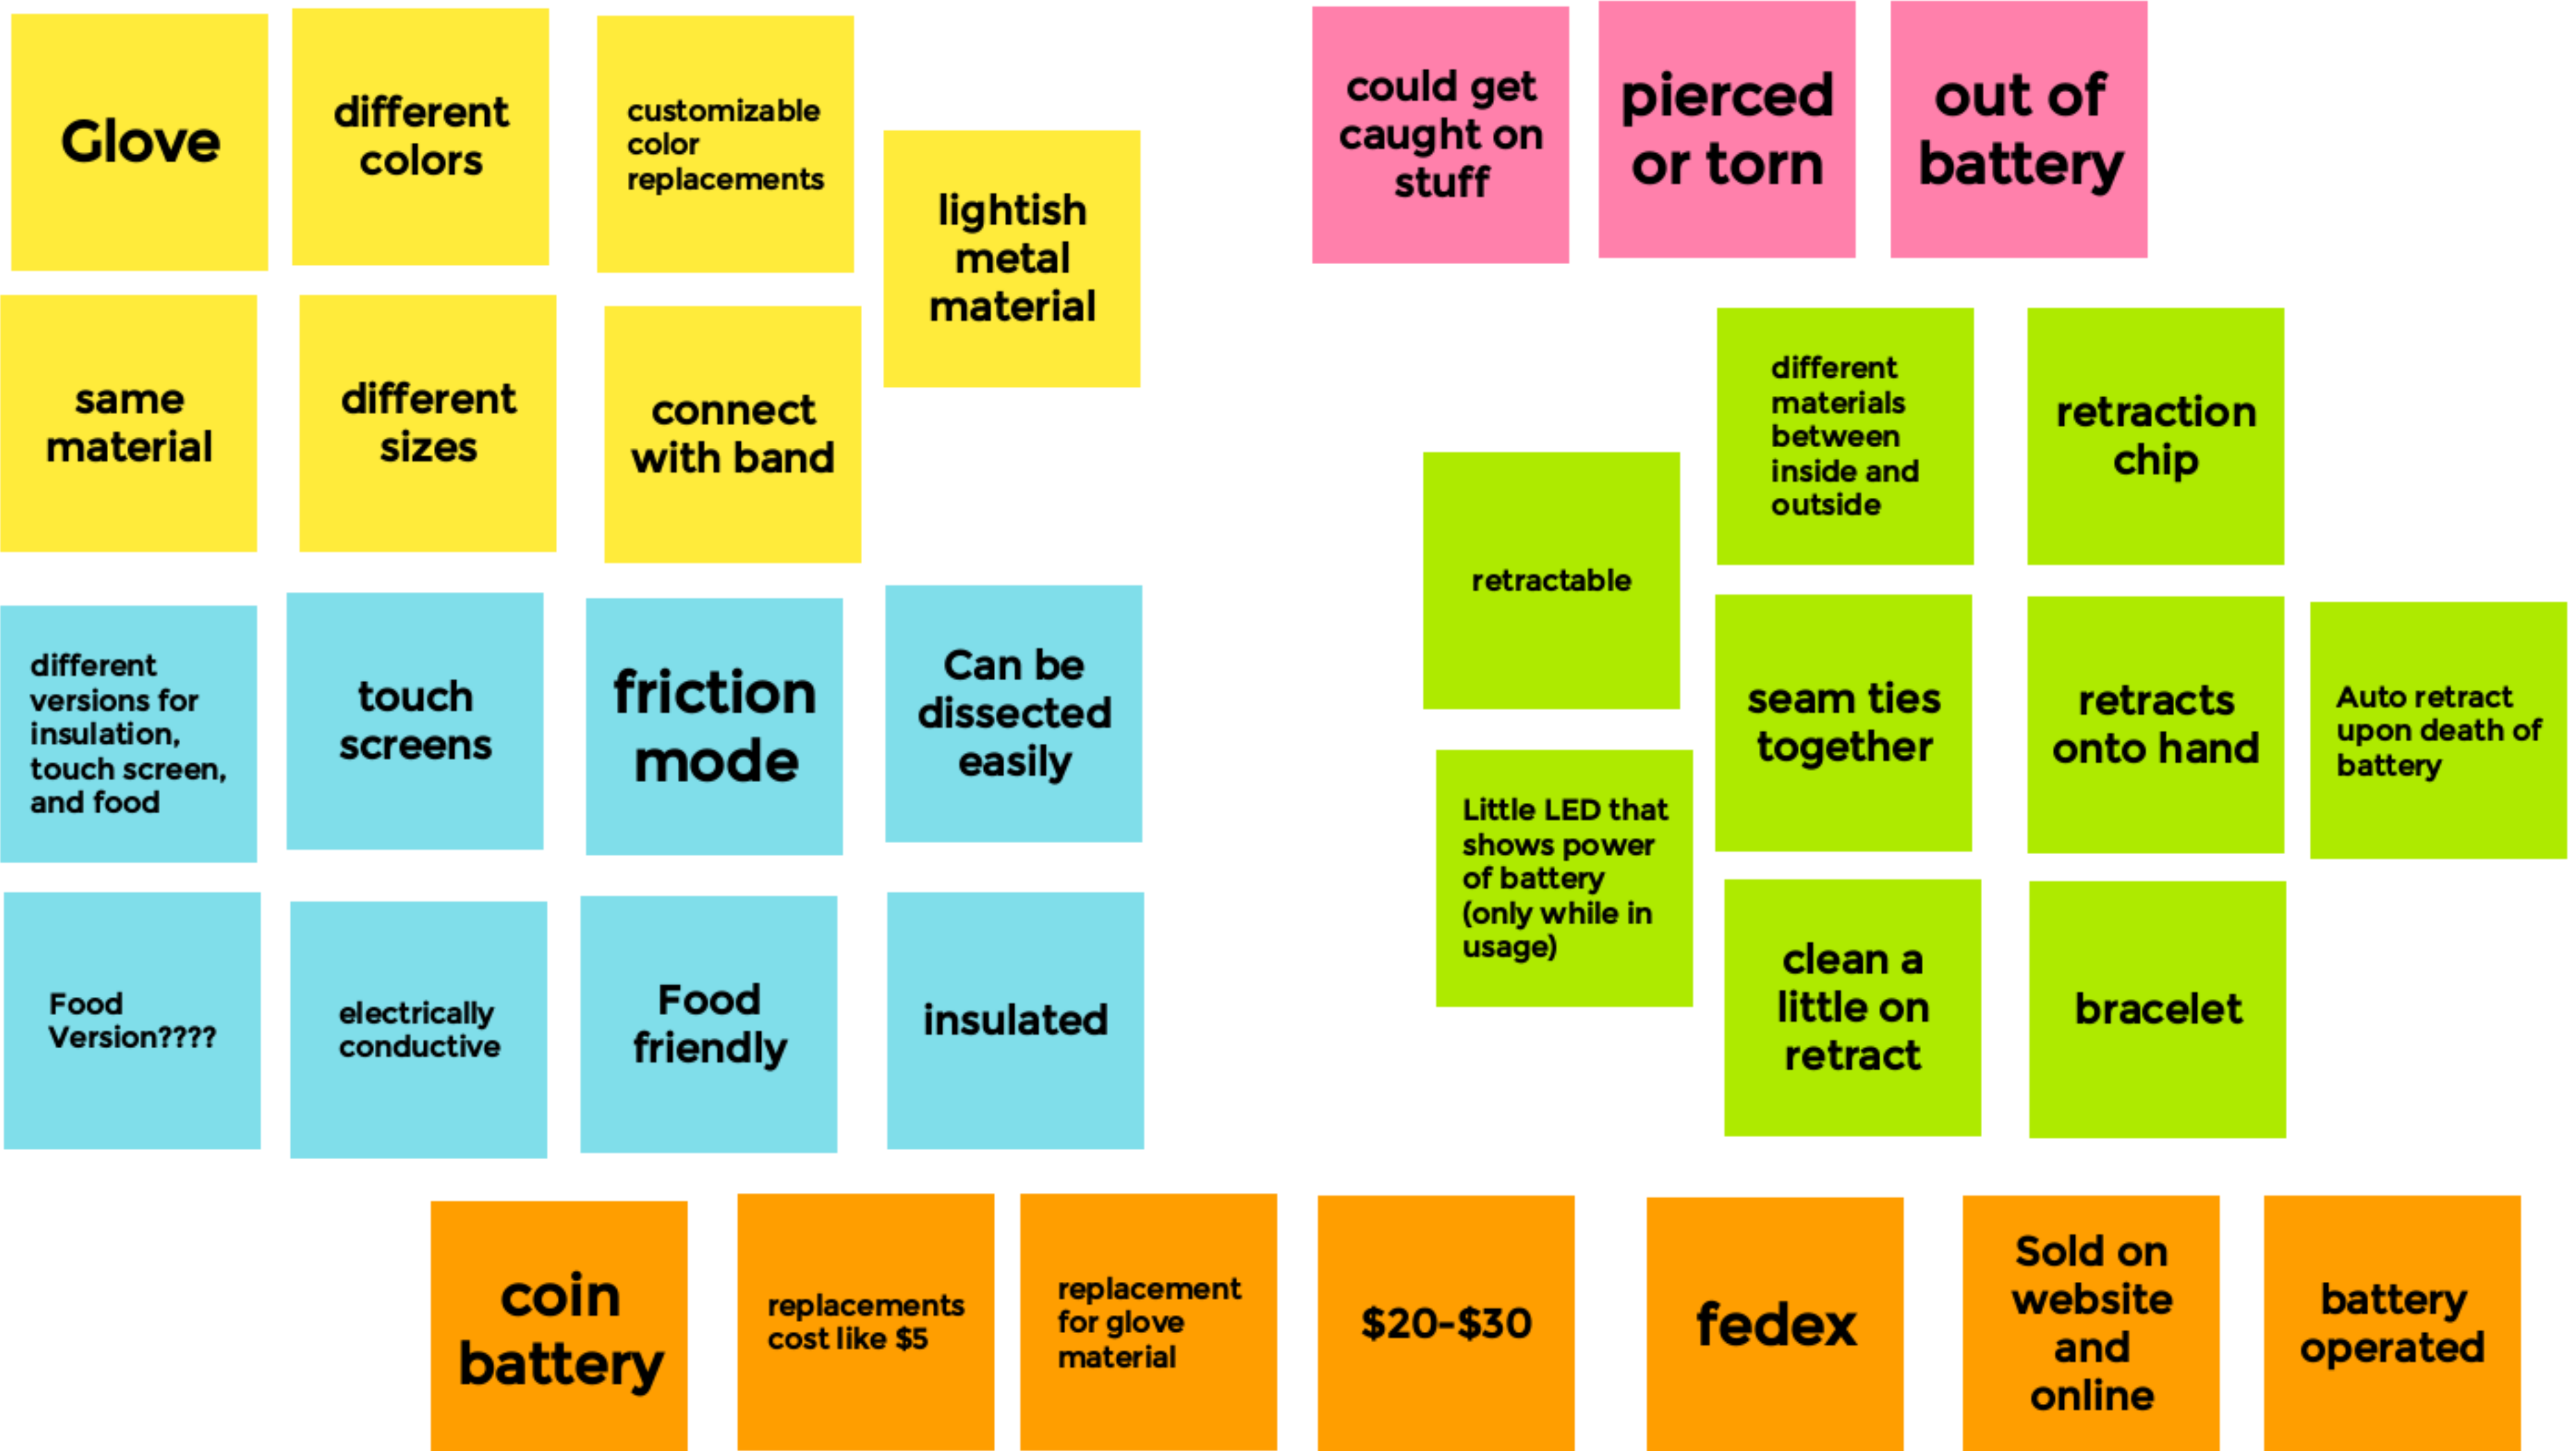 Glove
different
colors
customizable
color
replacements
lightish
metal
material
same
material
different
sizes
connect
with band
could get
caught on
stuff
pierced
or torn
out of
battery
different
versions for
insulation,
touch screen,
and food
touch
screens
friction
mode
Can be
dissected
easily
Food
Version????
electrically
conductive
Food
friendly
insulated
retractable
different
materials
between
inside and
outside
retraction
chip
Little LED that
shows power
of battery
(only while in
usage)
seam ties
together
retracts
onto hand
Auto retract
upon death of
battery
clean a
little on
retract
bracelet
coin
battery
replacements
cost like $5
replacement
for glove
material
$20-$30
fedex
Sold on
website
and
online
battery
operated